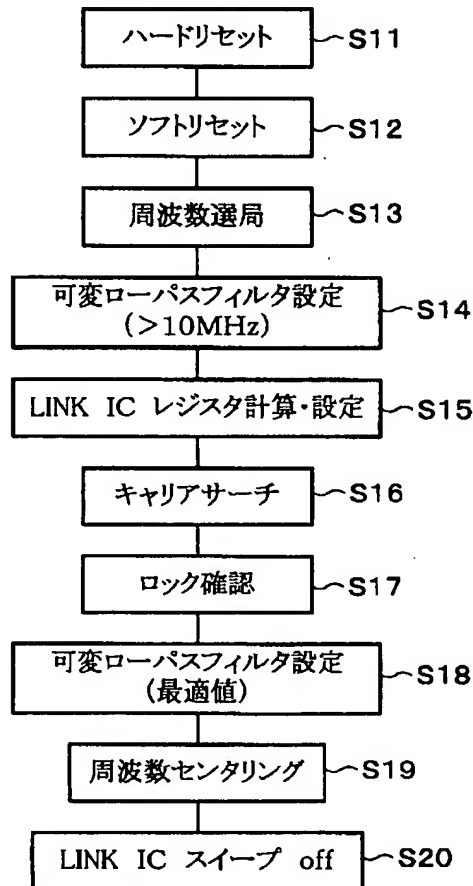 ハードリセット S11
ソフトリセット S12
周波数選局 S13
可変ローパスフィルタ設定
(>10MHz) S14
LINK IC レジスタ計算・設定 S15
キャリアサーチ S16
ロック確認 S17
可変ローパスフィルタ設定
(最適値) S18
周波数センタリング S19
LINK IC スイープ off S20